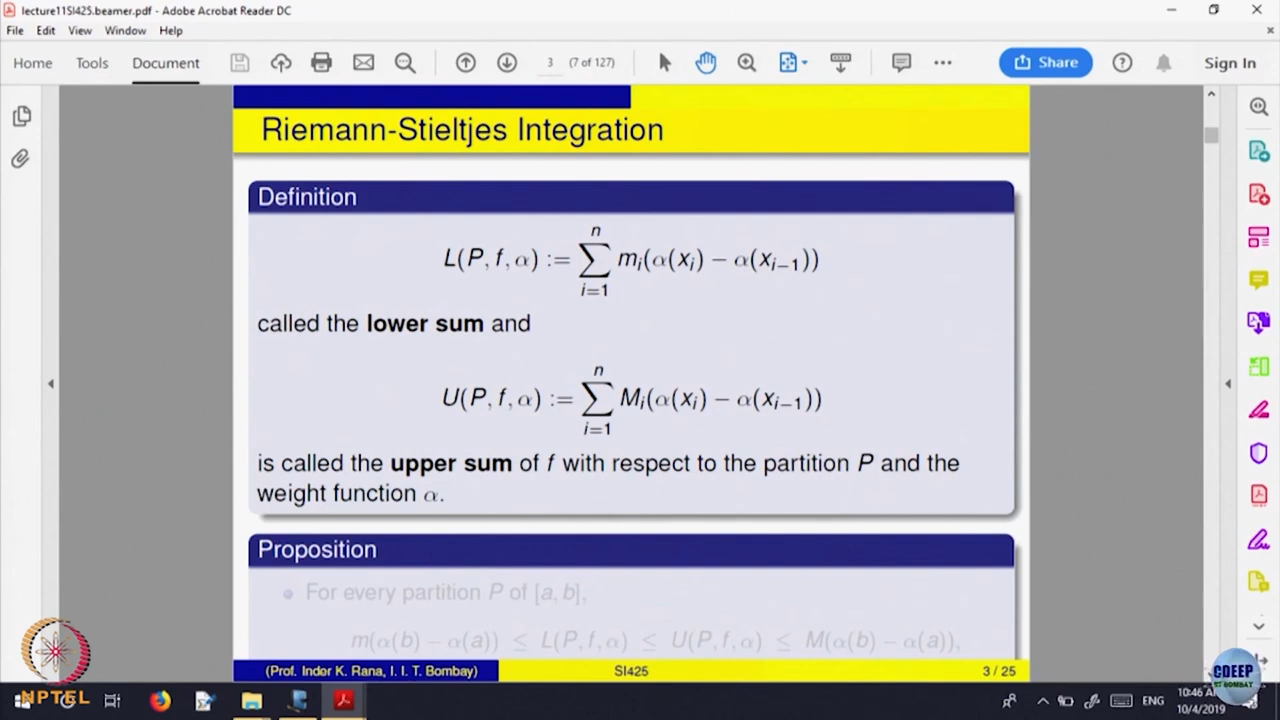 lecture11SI425.beamer.pdf - Adobe Acrobat Reader DC
File Edit View Window Help
Home Tools Document 3 (7 of 127) Share Sign In
Riemann-Stieltjes Integration
Definition
L(P, f, α) := ∑_{i=1}^{n} m_i(α(x_i) − α(x_{i−1}))
called the lower sum and
U(P, f, α) := ∑_{i=1}^{n} M_i(α(x_i) − α(x_{i−1}))
is called the upper sum of f with respect to the partition P and the
weight function α.
Proposition
For every partition P of [a, b],
m(α(b) − α(a)) ≤ L(P, f, α) ≤ U(P, f, α) ≤ M(α(b) − α(a)),
(Prof. Inder K. Rana, I. I. T. Bombay) SI425 3 / 25
NPTEL
CDEEP
IIT BOMBAY
ENG
10:46
10/4/2019